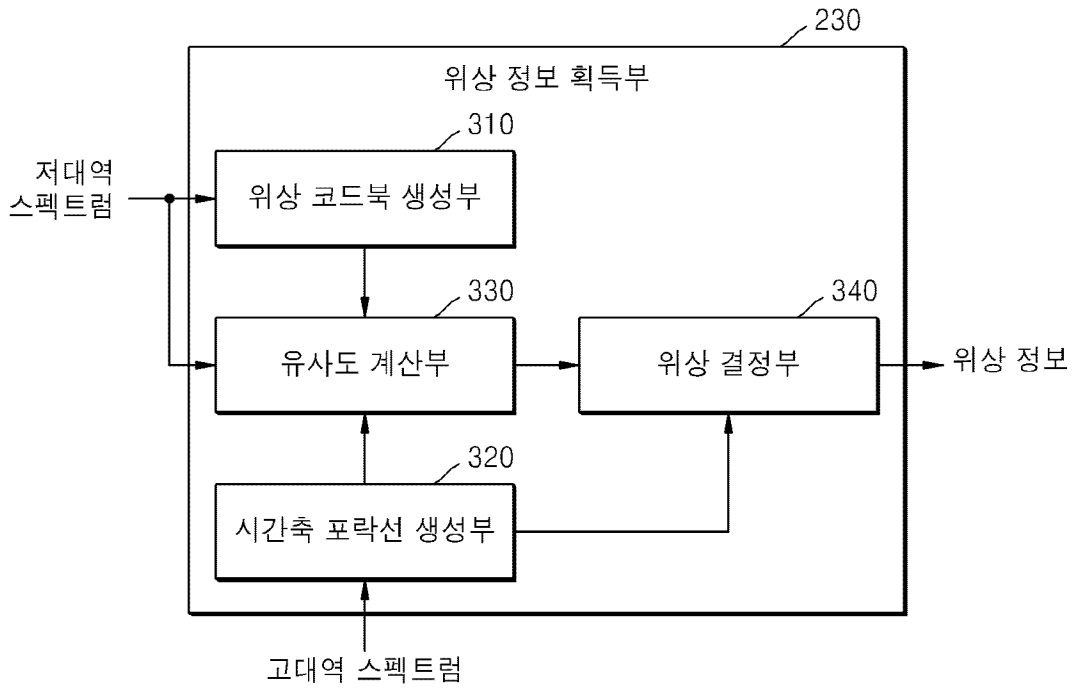 230
위상 정보 획득부
310
저대역
스펙트럼
위상 코드북 생성부
330
340
유사도 계산부
위상 결정부
위상 정보
320
시간축 포락선 생성부
고대역 스펙트럼